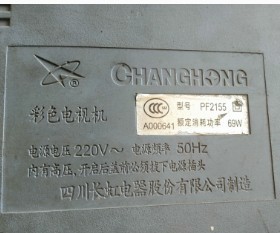 CHANGHONG
彩色电视机
型号 PF2155
A000641 额定消耗功率 69W
电源电压 220V～ 电源频率 50Hz
内有高压，开启后盖前必须拔下电源插头
四川长虹电器股份有限公司制造